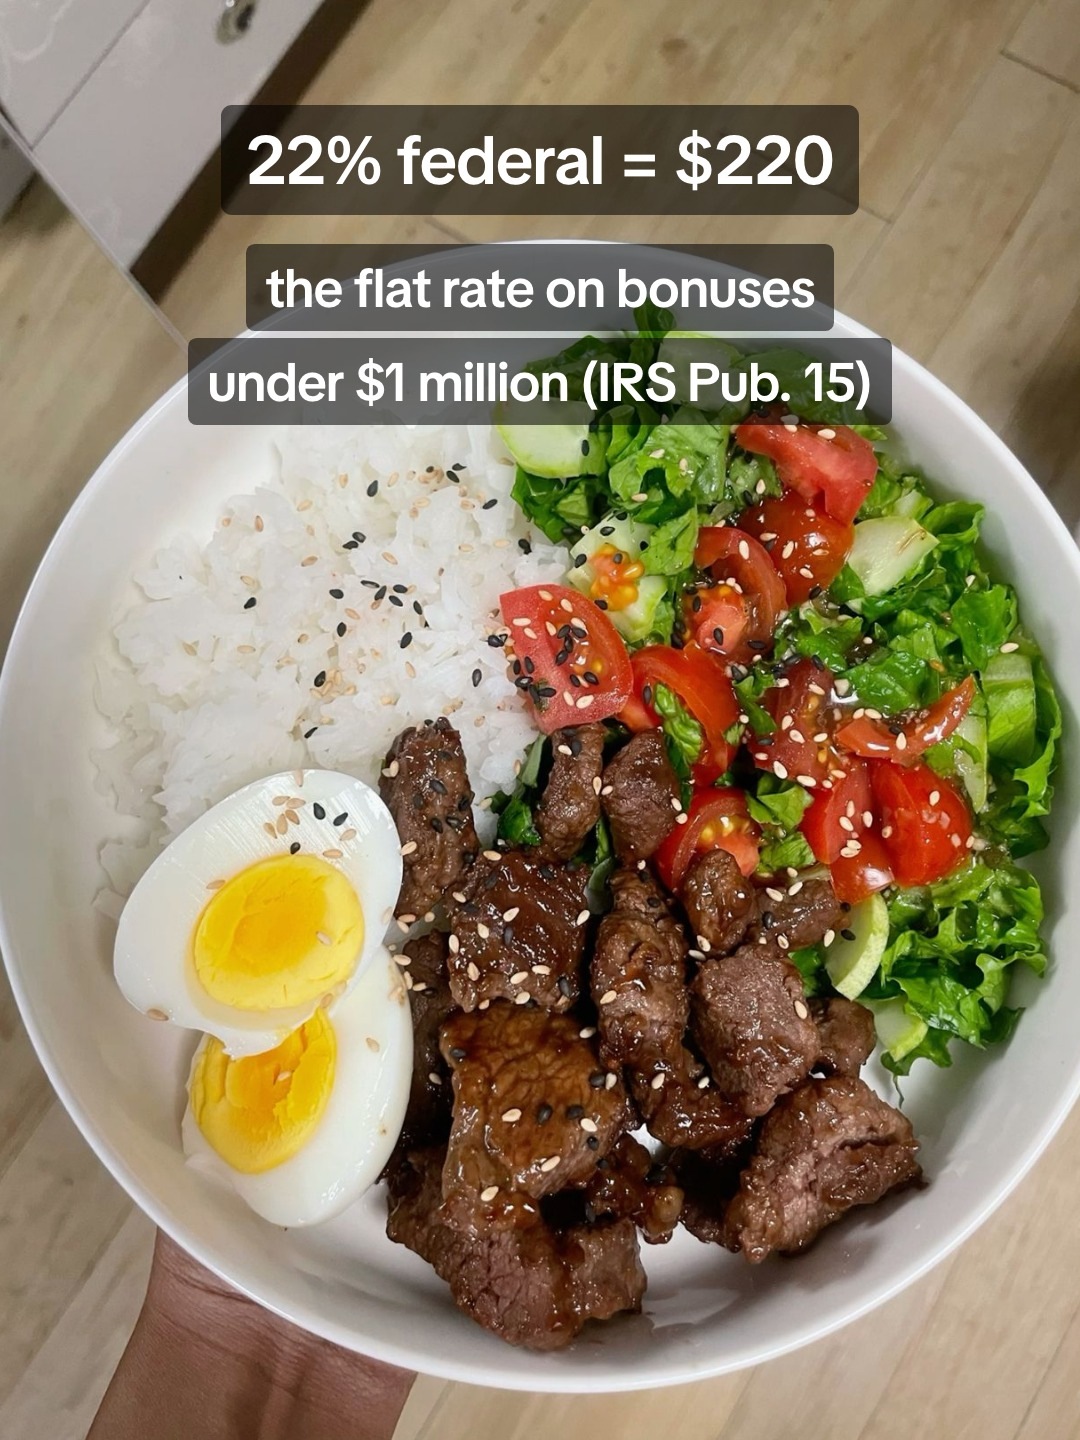 22% federal = $220
the flat rate on bonuses
under $1 million (IRS Pub. 15)